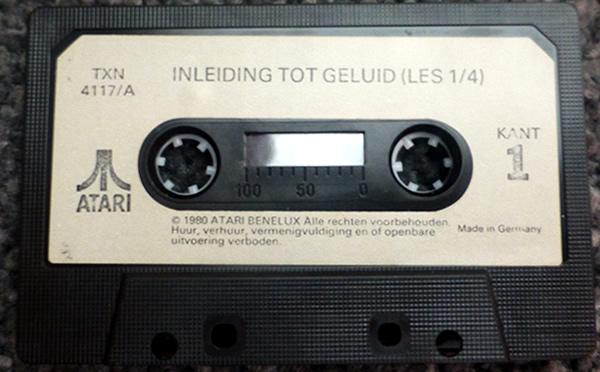 TXN
4117/A
INLEIDING TOT GELUID (LES 1/4)
KANT
1
ATARI
100 50 0
© 1980 ATARI BENELUX Alle rechten voorbehouden.
Huur, verhuur, vermenigvuldiging en of openbare
uitvoering verboden.
Made in Germany